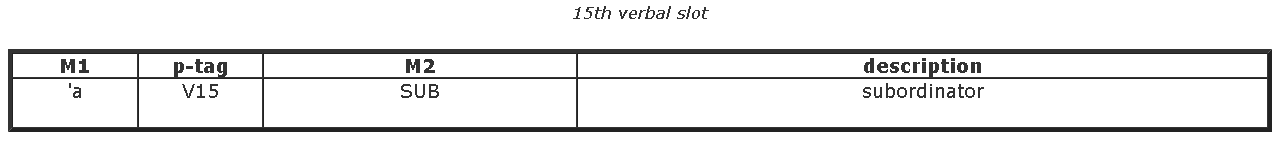 15th verbal slot
M1 p-tag M2 description
'a V15 SUB subordinator